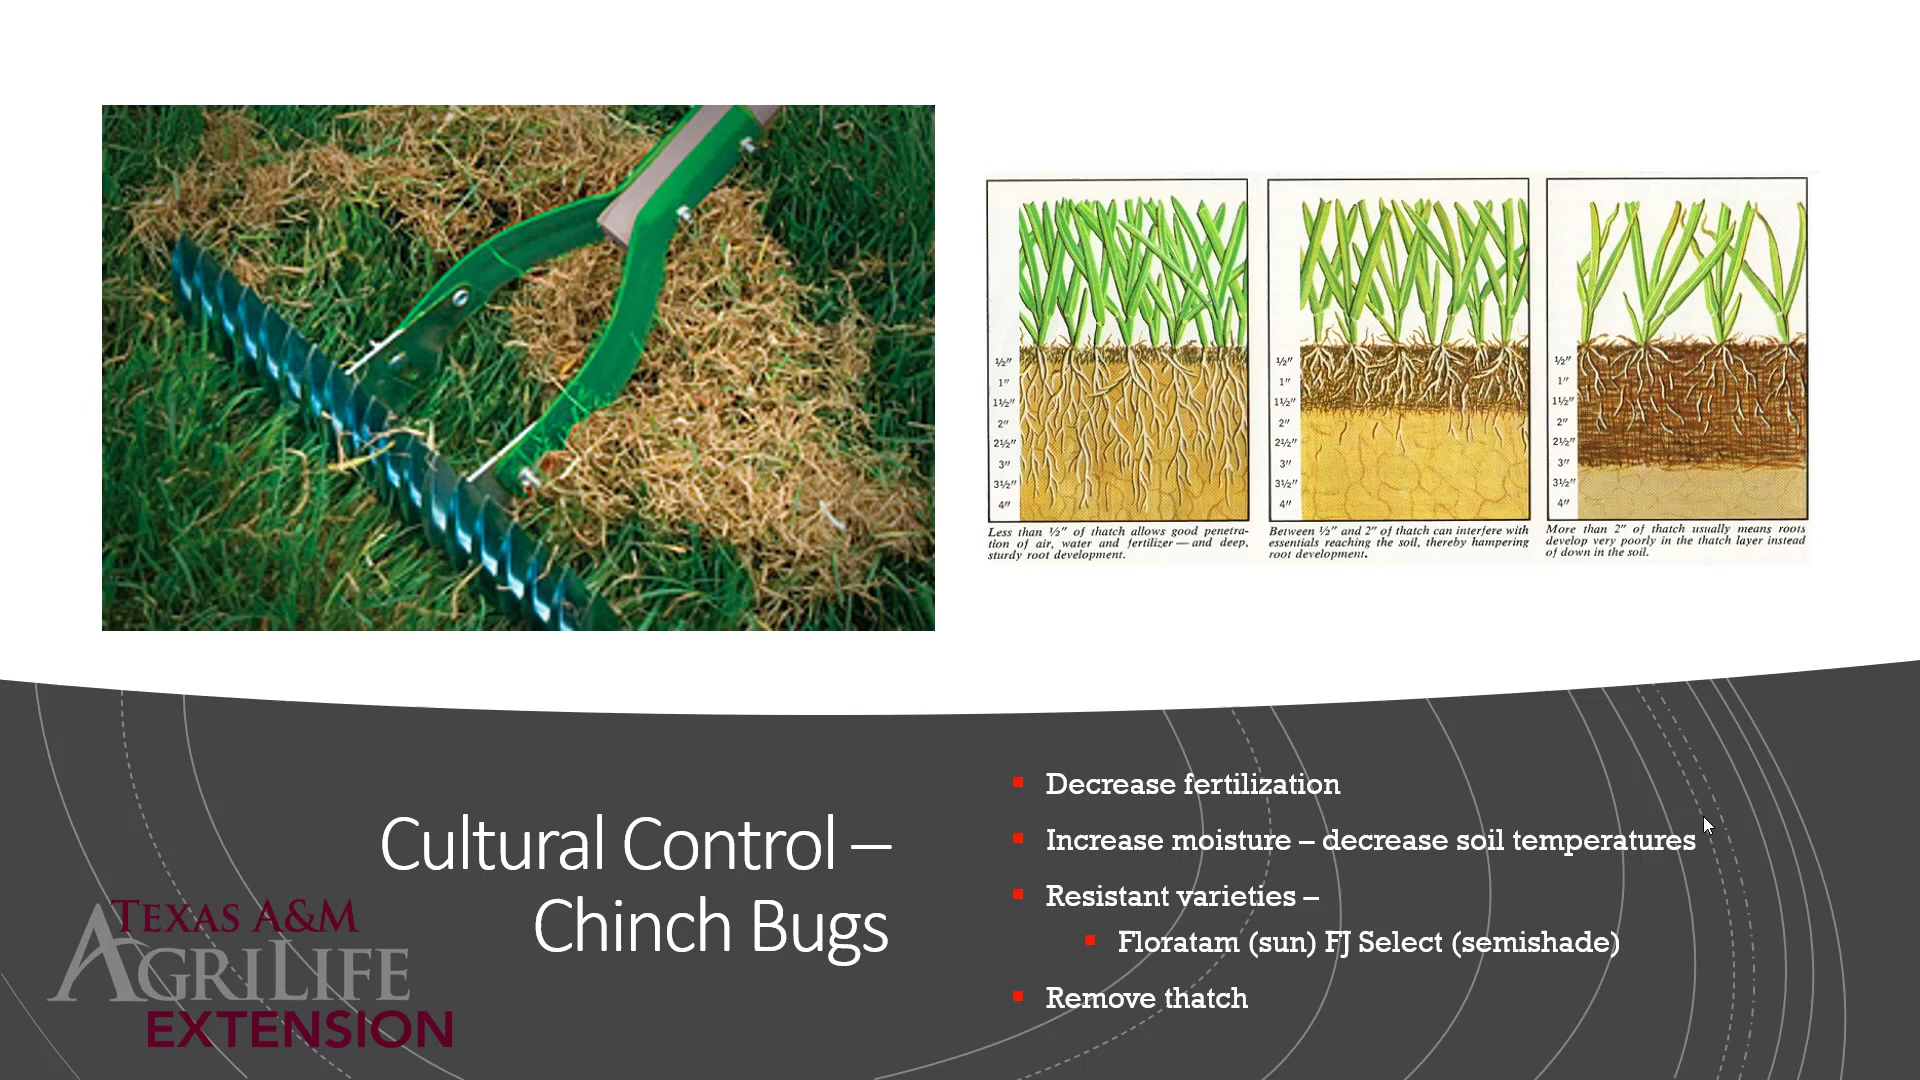 ½"
1"
1½"
2"
2½"
3"
3½"
4"
Less than ½" of thatch allows good penetra-
tion of air, water and fertilizer — and deep,
sturdy root development.
½"
1"
1½"
2"
2½"
3"
3½"
4"
Between ½" and 2" of thatch can interfere with
essentials reaching the soil, thereby hampering
root development.
½"
1"
1½"
2"
2½"
3"
3½"
4"
More than 2" of thatch usually means roots
develop very poorly in the thatch layer instead
of down in the soil.
Cultural Control –
Chinch Bugs
TEXAS A&M
AGRILIFE
EXTENSION
Decrease fertilization
Increase moisture – decrease soil temperatures
Resistant varieties –
Floratam (sun) FJ Select (semishade)
Remove thatch